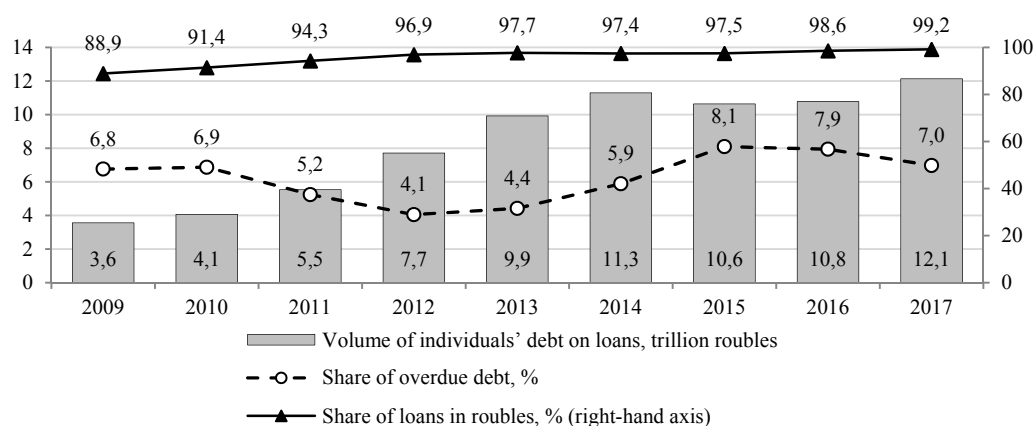 88,9 91,4 94,3 96,9 97,7 97,4 97,5 98,6 99,2
14 100
12 80
10
6,8 6,9 8,1 7,9 7,0
8 60
5,2 5,9
6 4,1 4,4 40
4
20
2 3,6 4,1 5,5 7,7 9,9 11,3 10,6 10,8 12,1
0 0
2009 2010 2011 2012 2013 2014 2015 2016 2017
Volume of individuals’ debt on loans, trillion roubles
Share of overdue debt, %
Share of loans in roubles, % (right-hand axis)